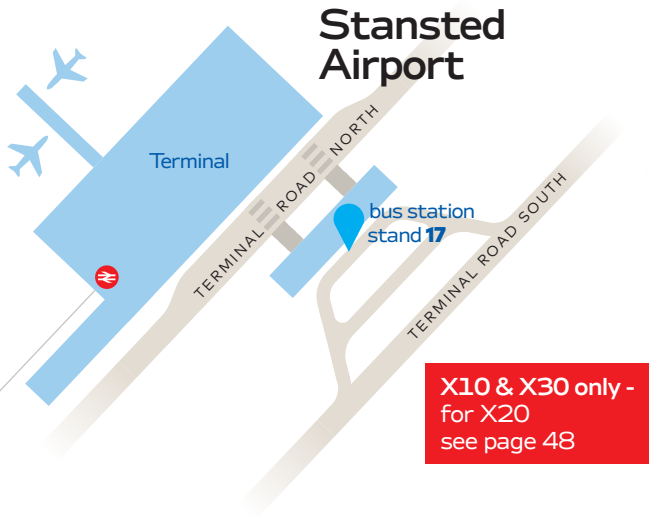 Stansted
Airport
Terminal
TERMINAL ROAD NORTH
bus station
stand 17
TERMINAL ROAD SOUTH
X10 & X30 only -
for X20
see page 48